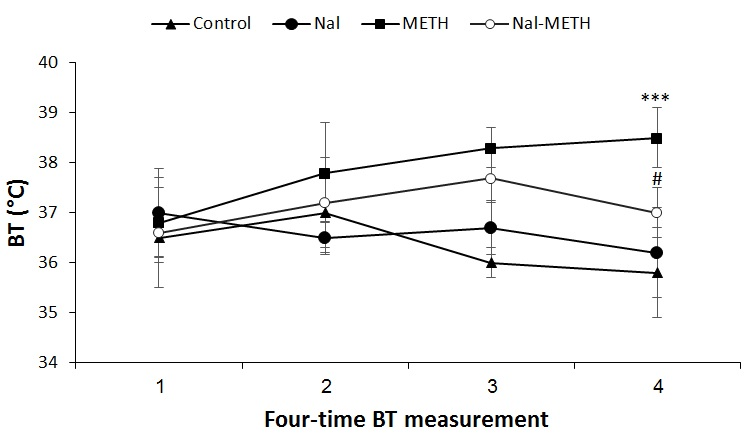 Control Nal METH Nal-METH
40
39
38
37
36
35
34
BT (°C)
***
#
1 2 3 4
Four-time BT measurement